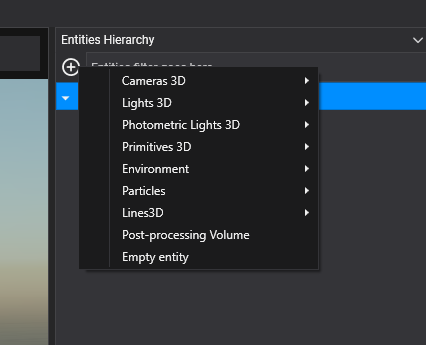 Entities Hierarchy
Entities filter goes here
Cameras 3D
Lights 3D
Photometric Lights 3D
Primitives 3D
Environment
Particles
Lines3D
Post-processing Volume
Empty entity